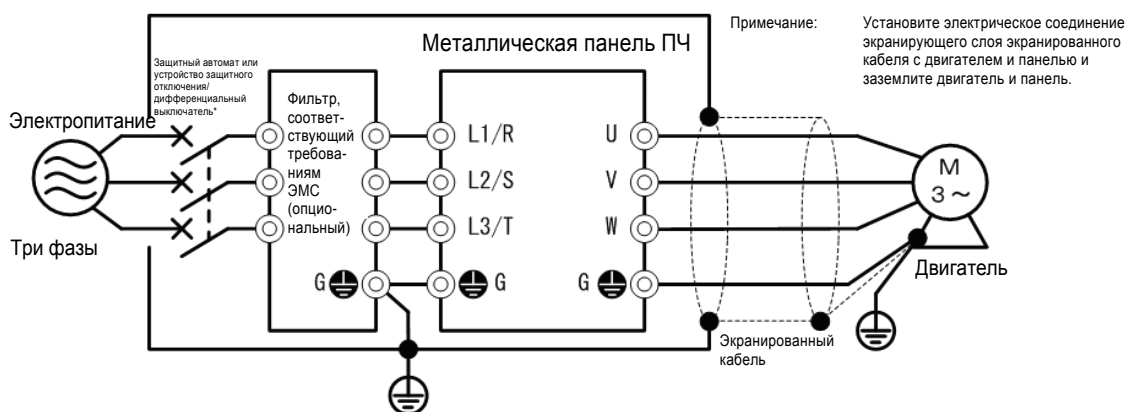 Примечание:
Установите электрическое соединение
экранирующего слоя экранированного
кабеля с двигателем и панелью и
заземлите двигатель и панель.
Металлическая панель ПЧ
Защитный автомат или
устройство защитного
отключения/
дифференциальный
выключатель*
Электропитание
Три фазы
Фильтр,
соответ-
ствующий
требова-
ниям
ЭМС
(опцио-
нальный)
L1/R
L2/S
L3/T
U
V
W
G
G
G
M
3~
Двигатель
Экранированный
кабель